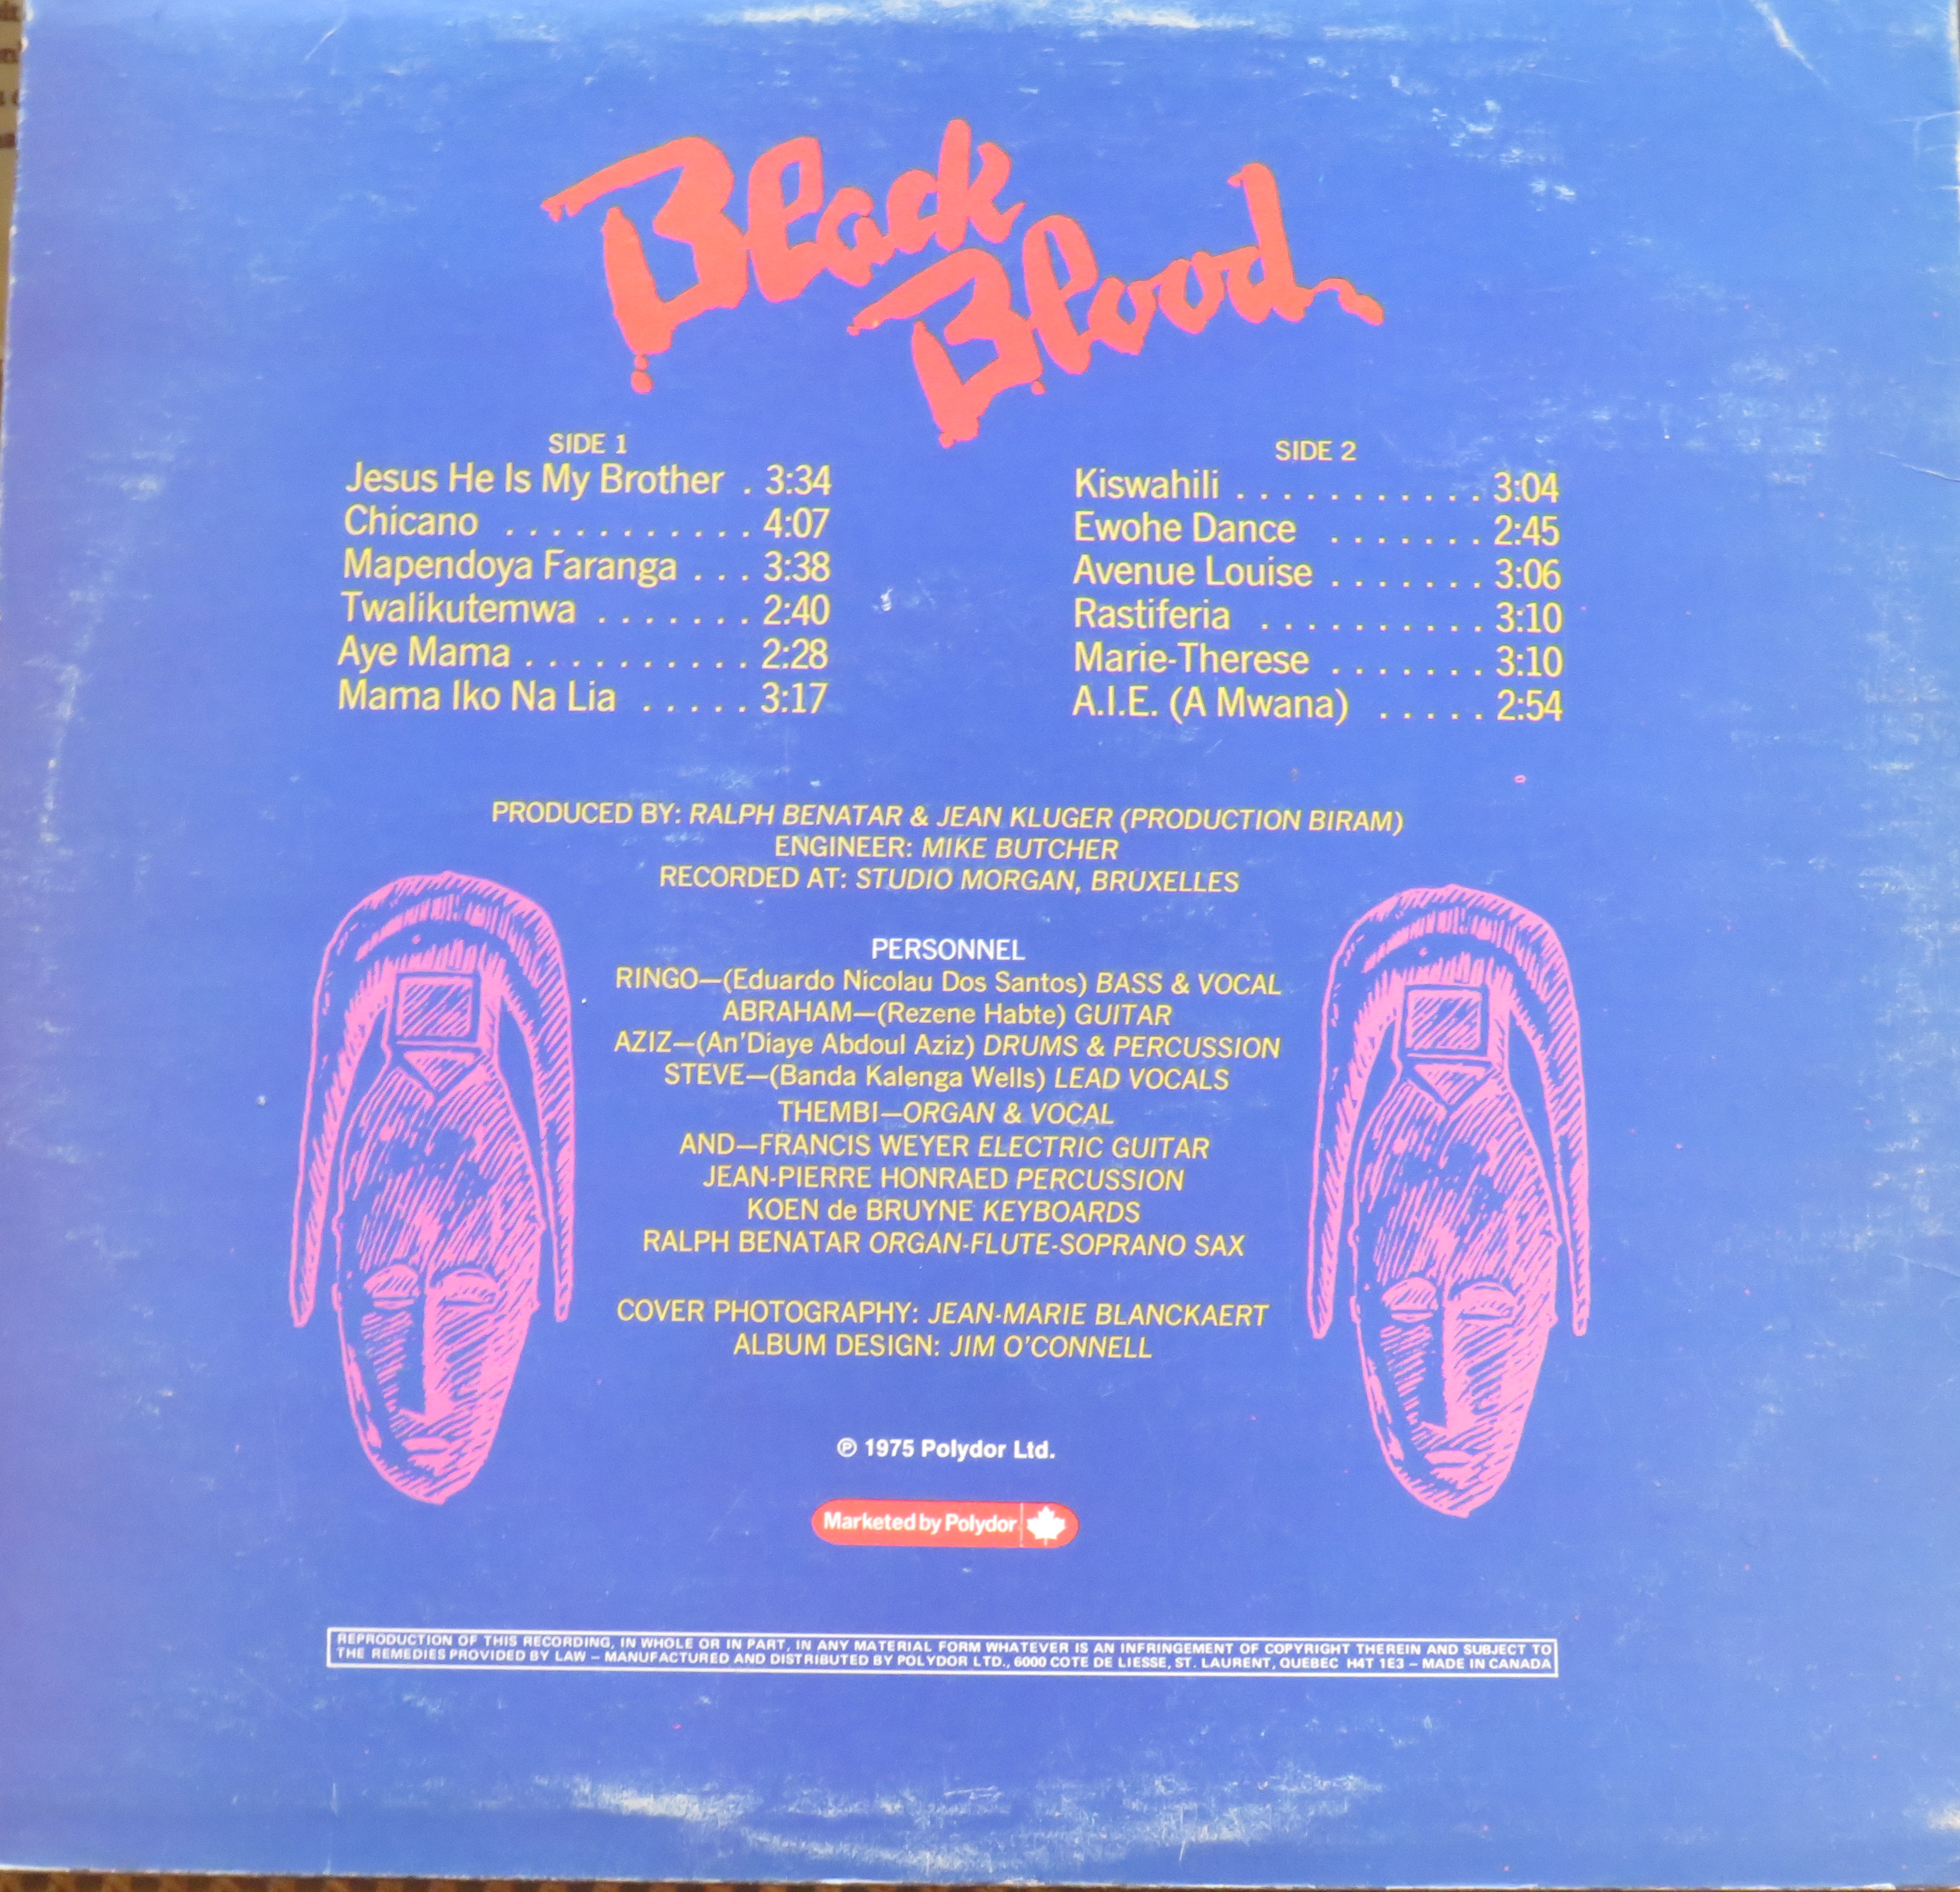 Black
Blood
SIDE 1
Jesus He Is My Brother . 3:34
Chicano . . . . . . . . . . . 4:07
Mapendoya Faranga . . . 3:38
Twalikutemwa . . . . . . . 2:40
Aye Mama . . . . . . . . . . 2:28
Mama Iko Na Lia . . . . . 3:17
SIDE 2
Kiswahili . . . . . . . . . . . 3:04
Ewohe Dance . . . . . . . 2:45
Avenue Louise . . . . . . . 3:06
Rastiferia . . . . . . . . . . 3:10
Marie-Therese . . . . . . . 3:10
A.I.E. (A Mwana) . . . . . 2:54
PRODUCED BY: RALPH BENATAR & JEAN KLUGER (PRODUCTION BIRAM)
ENGINEER: MIKE BUTCHER
RECORDED AT: STUDIO MORGAN, BRUXELLES
PERSONNEL
RINGO—(Eduardo Nicolau Dos Santos) BASS & VOCAL
ABRAHAM—(Rezene Habte) GUITAR
AZIZ—(An'Diaye Abdoul Aziz) DRUMS & PERCUSSION
STEVE—(Banda Kalenga Wells) LEAD VOCALS
THEMBI—ORGAN & VOCAL
AND—FRANCIS WEYER ELECTRIC GUITAR
JEAN-PIERRE HONRAED PERCUSSION
KOEN de BRUYNE KEYBOARDS
RALPH BENATAR ORGAN-FLUTE-SOPRANO SAX
COVER PHOTOGRAPHY: JEAN-MARIE BLANCKAERT
ALBUM DESIGN: JIM O'CONNELL
℗ 1975 Polydor Ltd.
Marketed by Polydor
REPRODUCTION OF THIS RECORDING, IN WHOLE OR IN PART, IN ANY MATERIAL FORM WHATEVER IS AN INFRINGEMENT OF COPYRIGHT THEREIN AND SUBJECT TO
THE REMEDIES PROVIDED BY LAW – MANUFACTURED AND DISTRIBUTED BY POLYDOR LTD., 6000 COTE DE LIESSE, ST. LAURENT, QUEBEC H4T 1E3 – MADE IN CANADA